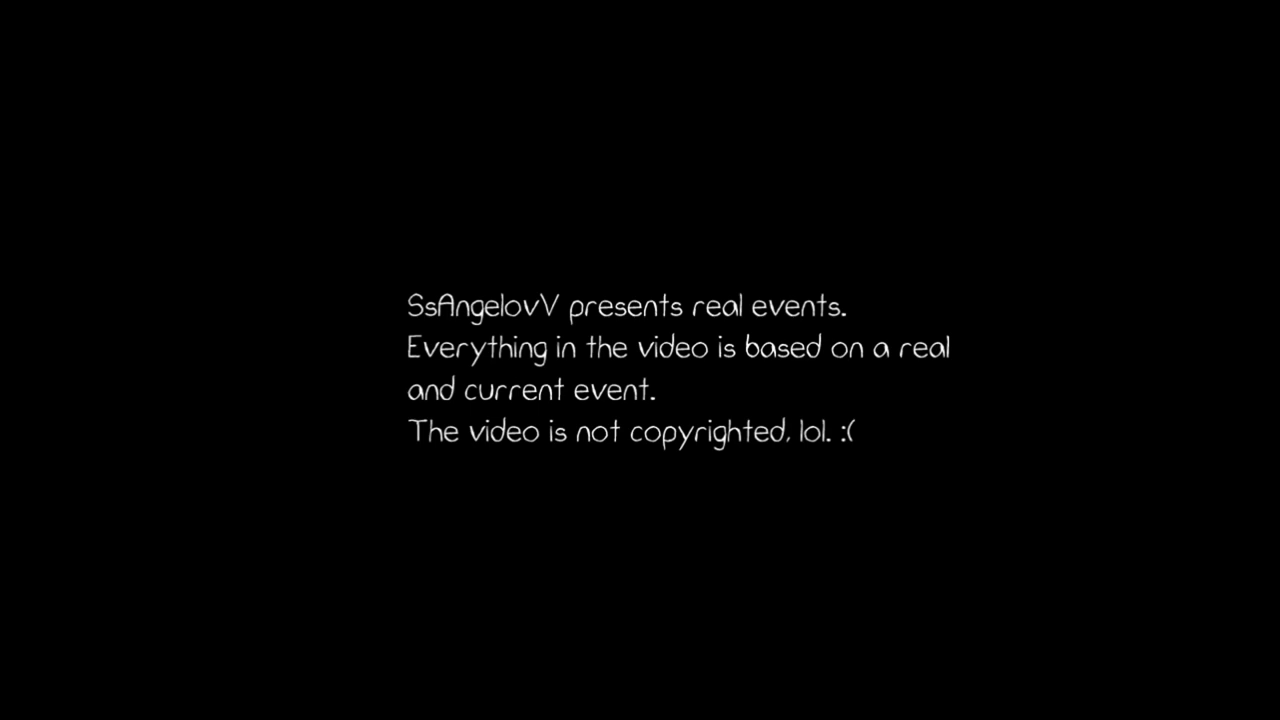 SsAngelovV presents real events.
Everything in the video is based on a real
and current event.
The video is not copyrighted, lol. :(